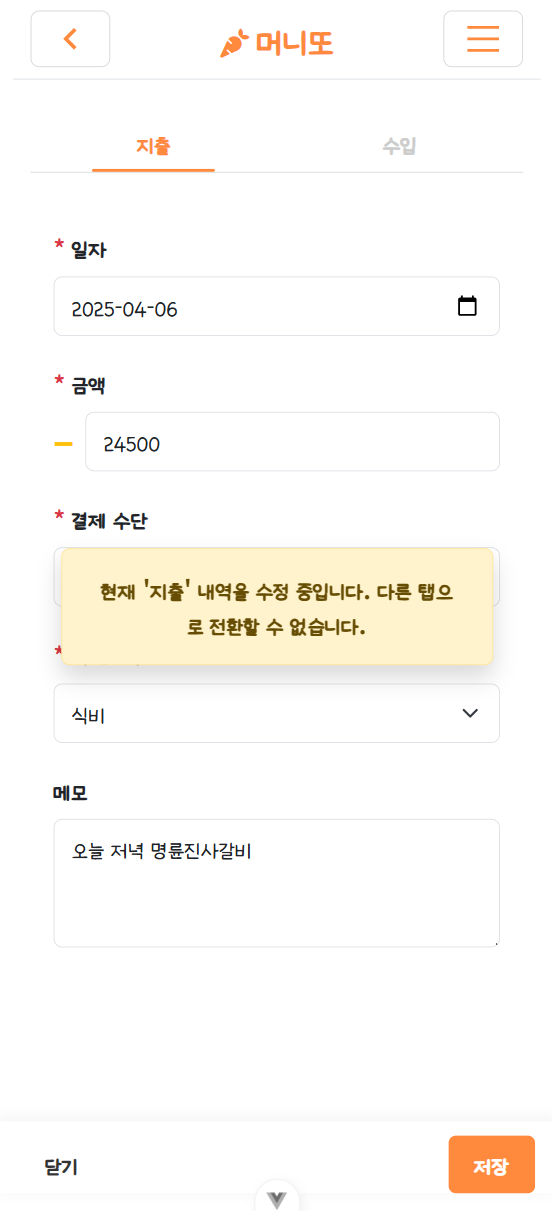 머니또
지출 수입
* 일자
2025-04-06
* 금액
24500
* 결제 수단
현재 '지출' 내역을 수정 중입니다. 다른 탭으
로 전환할 수 없습니다.
*
식비
메모
오늘 저녁 명륜진사갈비
닫기 저장